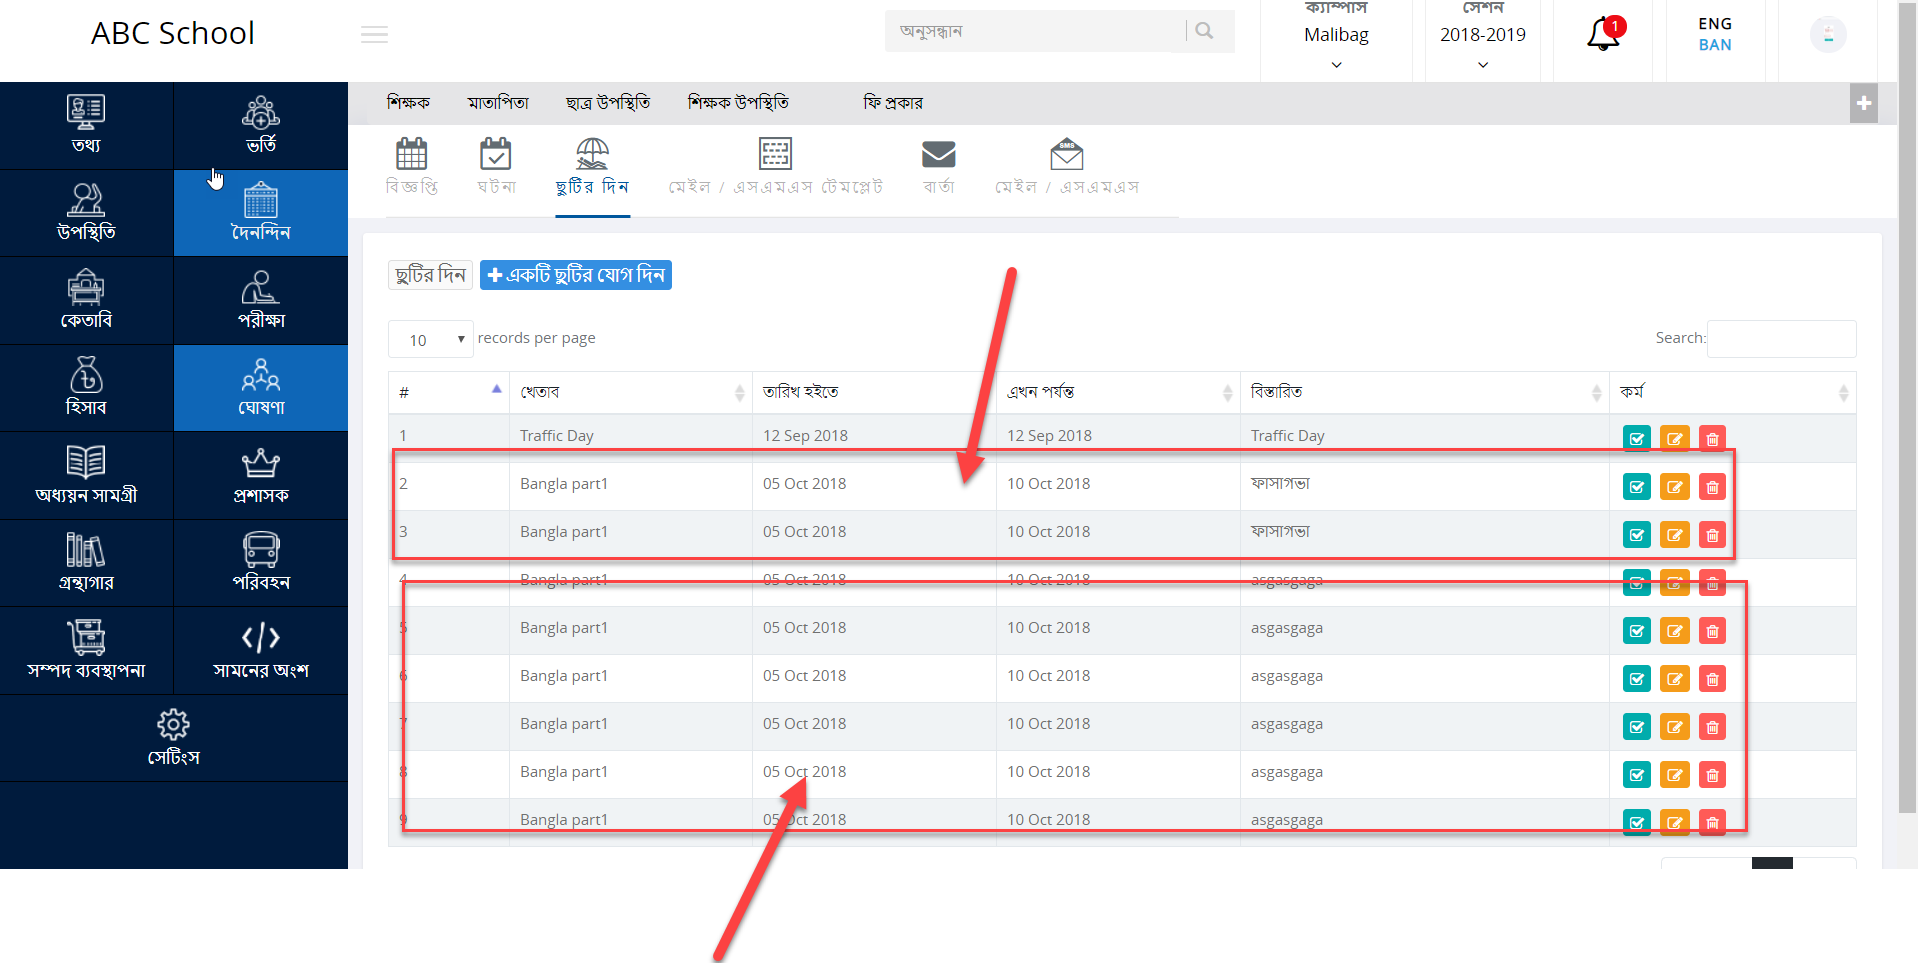 ABC School
অনুসন্ধান
ক্যাম্পাস
Malibag
সেশন
2018-2019
1
ENG
BAN
শিক্ষক মাতাপিতা ছাত্র উপস্থিতি শিক্ষক উপস্থিতি ফি প্রকার
তথ্য ভর্তি
উপস্থিতি দৈনন্দিন
কেতাবি পরীক্ষা
হিসাব ঘোষণা
অধ্যয়ন সামগ্রী প্রশাসক
গ্রন্থাগার পরিবহন
সম্পদ ব্যবস্থাপনা সামনের অংশ
সেটিংস
SMS
বিজ্ঞপ্তি ঘটনা ছুটির দিন মেইল / এসএমএস টেমপ্লেট বার্তা মেইল / এসএমএস
ছুটির দিন একটি ছুটির যোগ দিন
10 records per page Search:
# খেতাব তারিখ হইতে এখন পর্যন্ত বিস্তারিত কর্ম
1 Traffic Day 12 Sep 2018 12 Sep 2018 Traffic Day
2 Bangla part1 05 Oct 2018 10 Oct 2018 ফাসাগভা
3 Bangla part1 05 Oct 2018 10 Oct 2018 ফাসাগভা
4 Bangla part1 05 Oct 2018 10 Oct 2018 asgasgaga
5 Bangla part1 05 Oct 2018 10 Oct 2018 asgasgaga
6 Bangla part1 05 Oct 2018 10 Oct 2018 asgasgaga
7 Bangla part1 05 Oct 2018 10 Oct 2018 asgasgaga
8 Bangla part1 05 Oct 2018 10 Oct 2018 asgasgaga
9 Bangla part1 05 Oct 2018 10 Oct 2018 asgasgaga